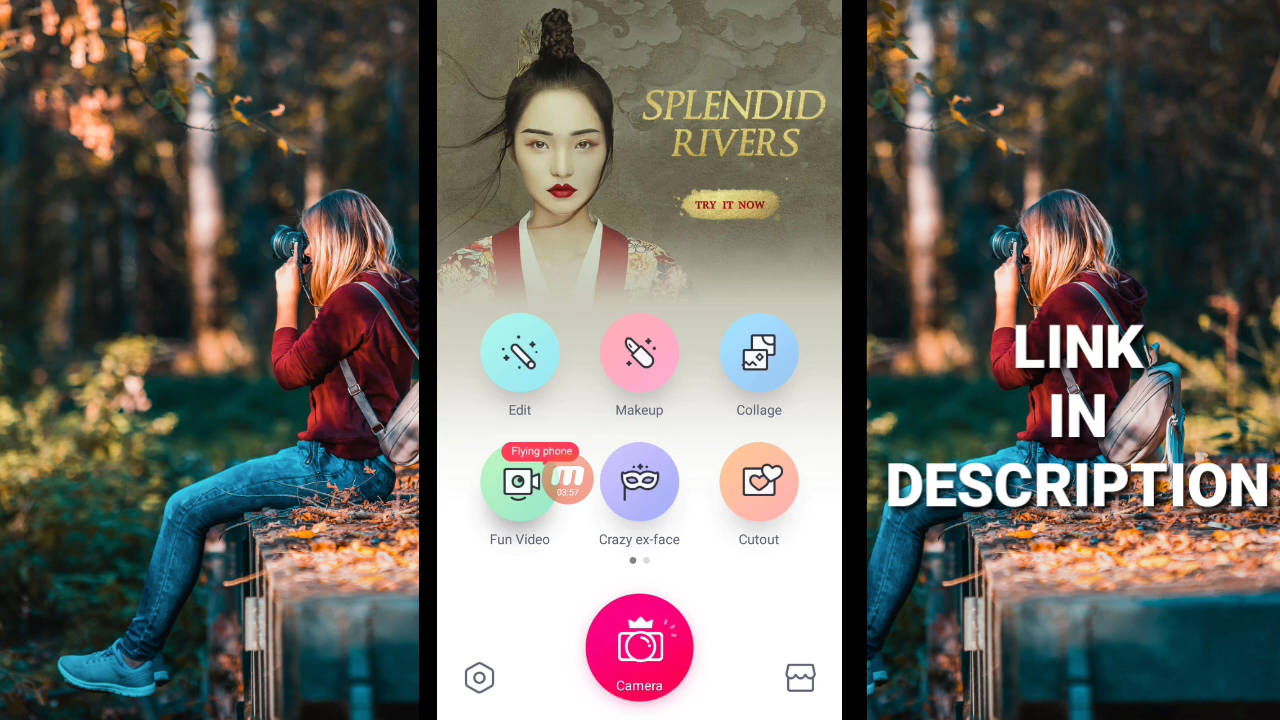 SPLENDID
RIVERS
TRY IT NOW
Edit
Makeup
Collage
Flying phone
03:57
Fun Video
Crazy ex-face
Cutout
Camera
LINK
IN
DESCRIPTION